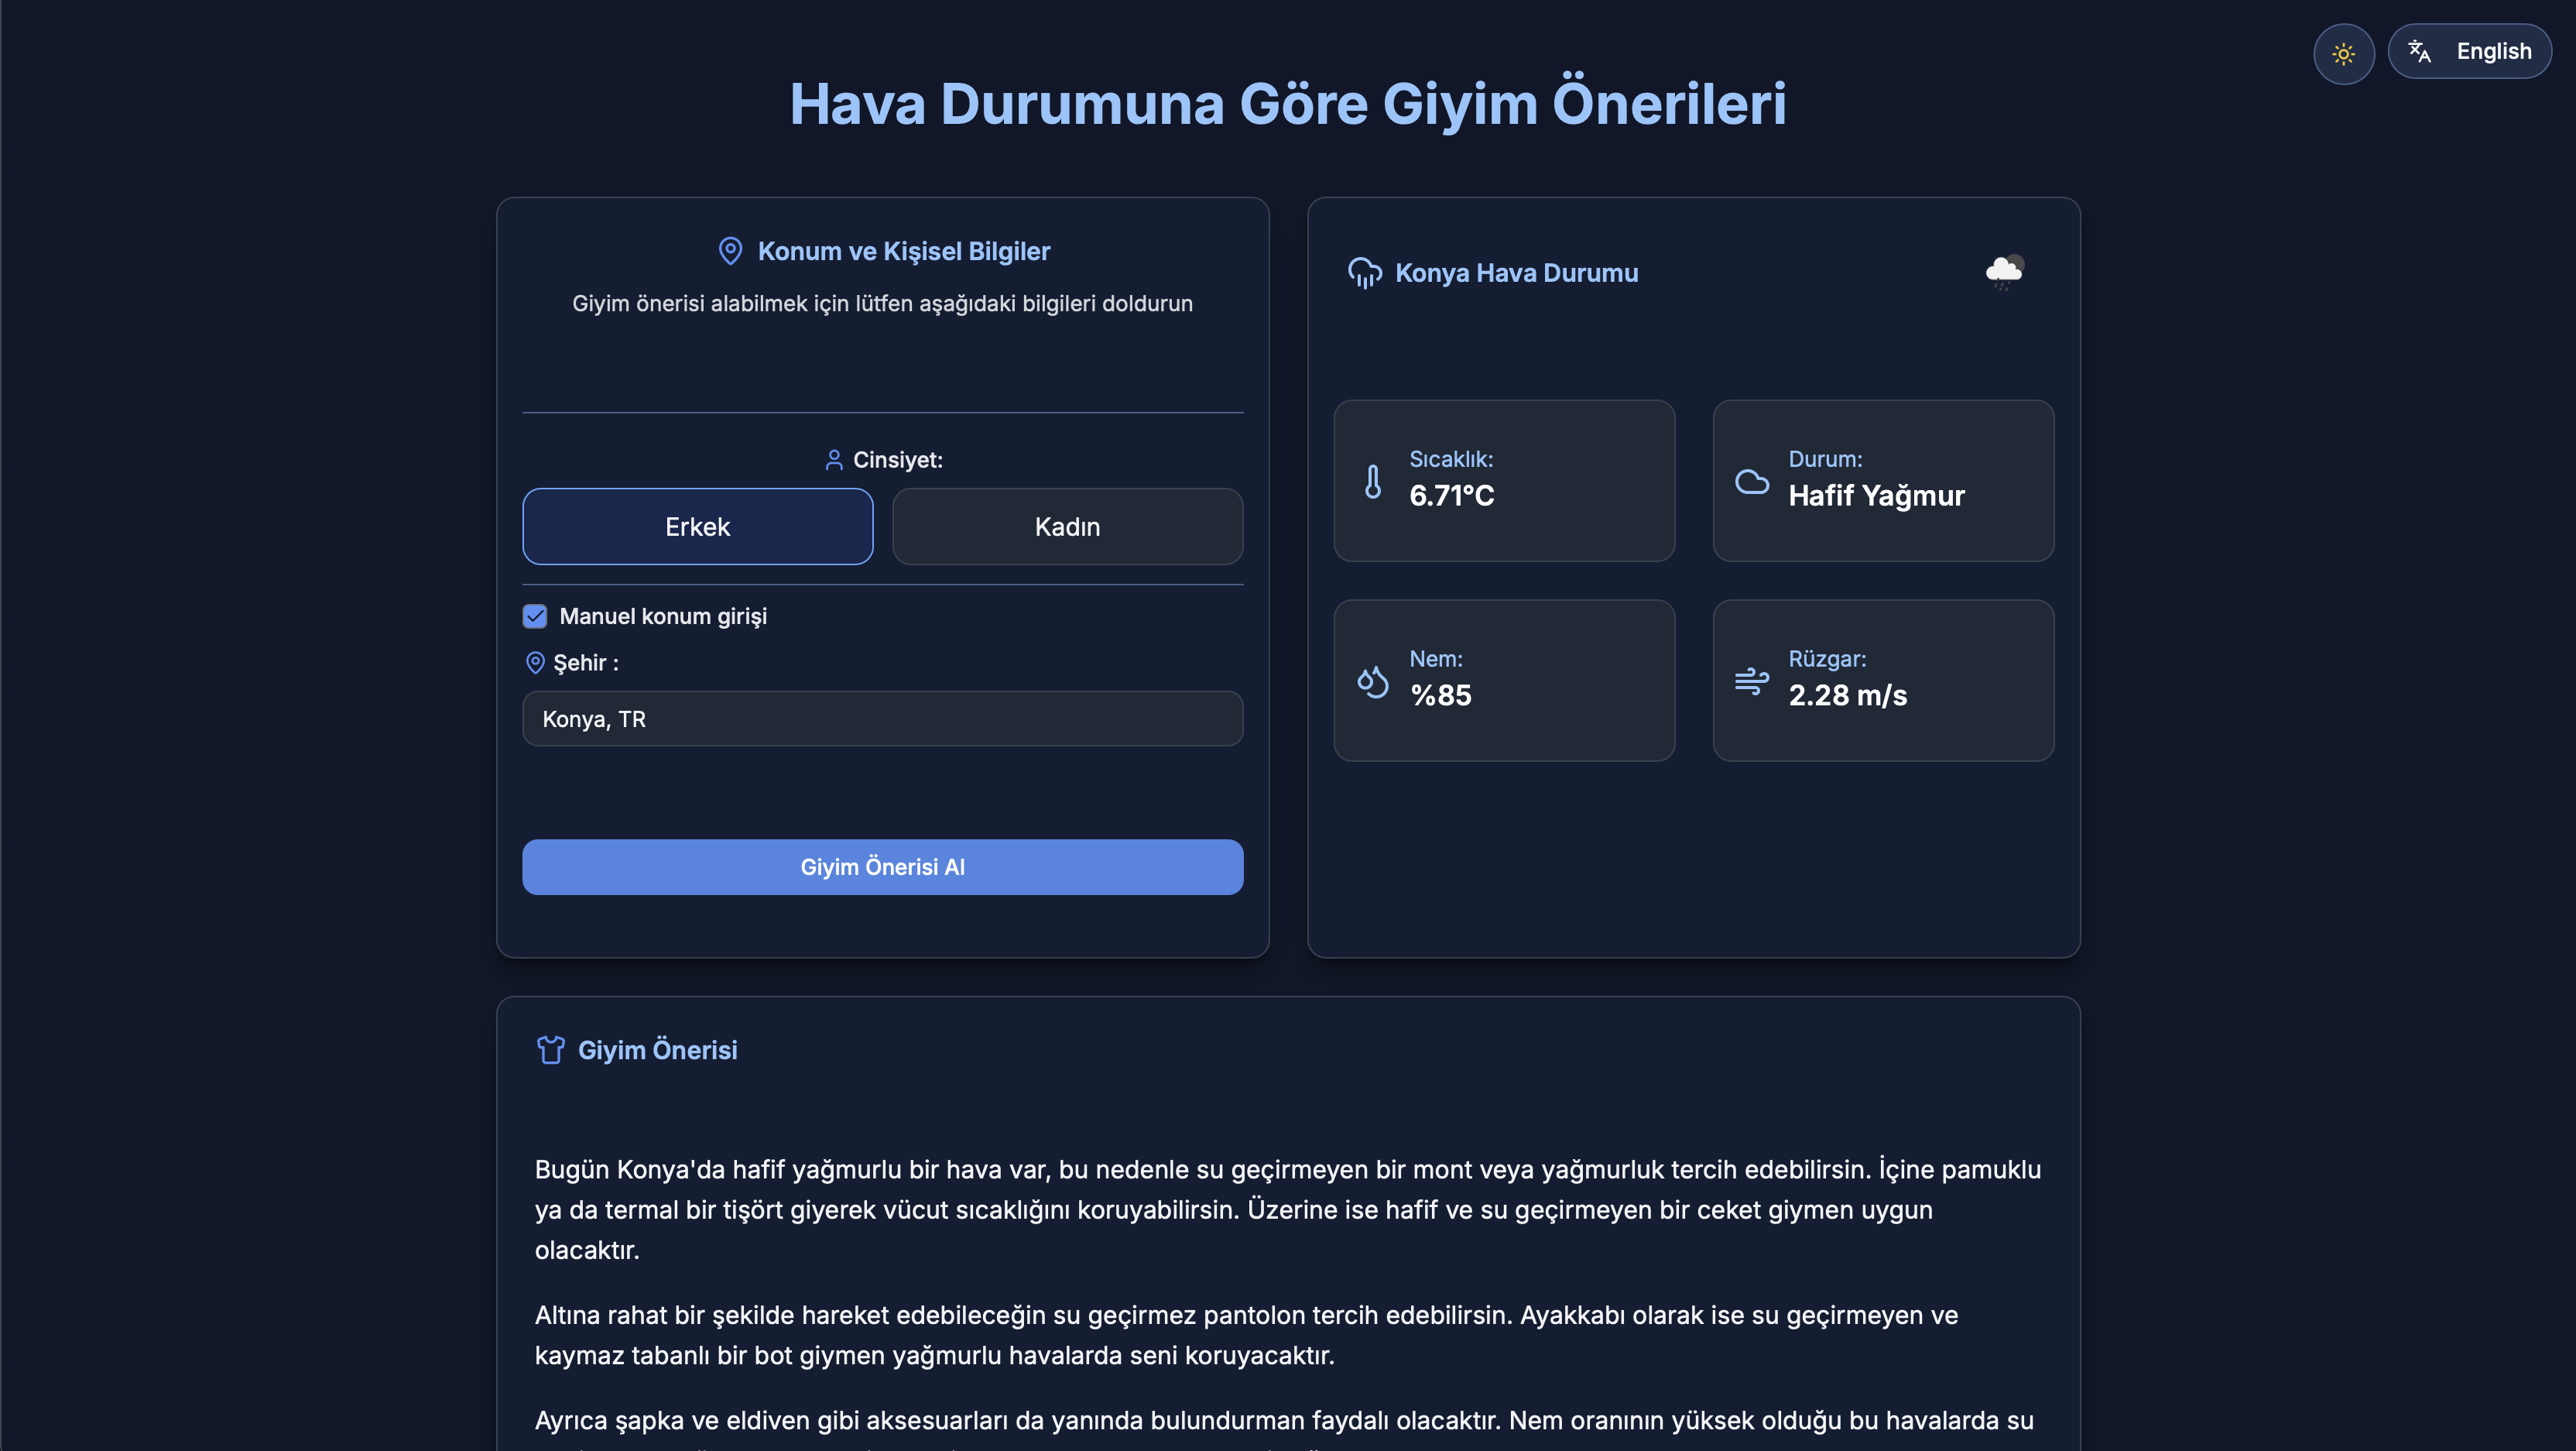 English
Hava Durumuna Göre Giyim Önerileri
Konum ve Kişisel Bilgiler
Giyim önerisi alabilmek için lütfen aşağıdaki bilgileri doldurun
Cinsiyet:
Erkek
Kadın
Manuel konum girişi
Şehir :
Konya, TR
Giyim Önerisi Al
Konya Hava Durumu
Sıcaklık:
6.71°C
Durum:
Hafif Yağmur
Nem:
%85
Rüzgar:
2.28 m/s
Giyim Önerisi
Bugün Konya'da hafif yağmurlu bir hava var, bu nedenle su geçirmeyen bir mont veya yağmurluk tercih edebilirsin. İçine pamuklu
ya da termal bir tişört giyerek vücut sıcaklığını koruyabilirsin. Üzerine ise hafif ve su geçirmeyen bir ceket giymen uygun
olacaktır.
Altına rahat bir şekilde hareket edebileceğin su geçirmez pantolon tercih edebilirsin. Ayakkabı olarak ise su geçirmeyen ve
kaymaz tabanlı bir bot giymen yağmurlu havalarda seni koruyacaktır.
Ayrıca şapka ve eldiven gibi aksesuarları da yanında bulundurman faydalı olacaktır. Nem oranının yüksek olduğu bu havalarda su